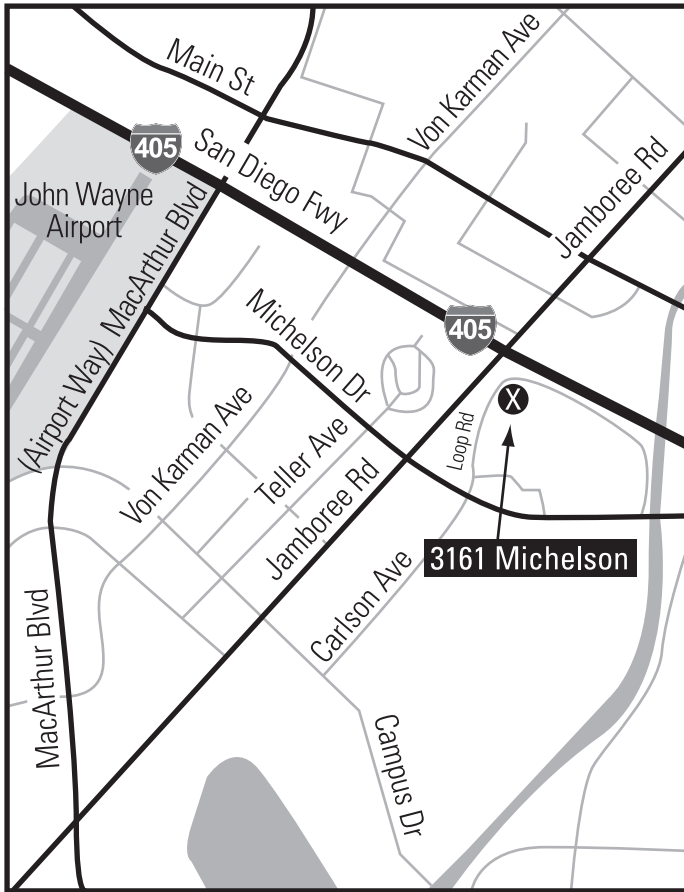 Main St
Von Karman Ave
405
San Diego Fwy
Jamboree Rd
John Wayne
Airport
(Airport Way) MacArthur Blvd
Michelson Dr
405
X
Loop Rd
Von Karman Ave
Teller Ave
Jamboree Rd
3161 Michelson
Carlson Ave
MacArthur Blvd
Campus Dr